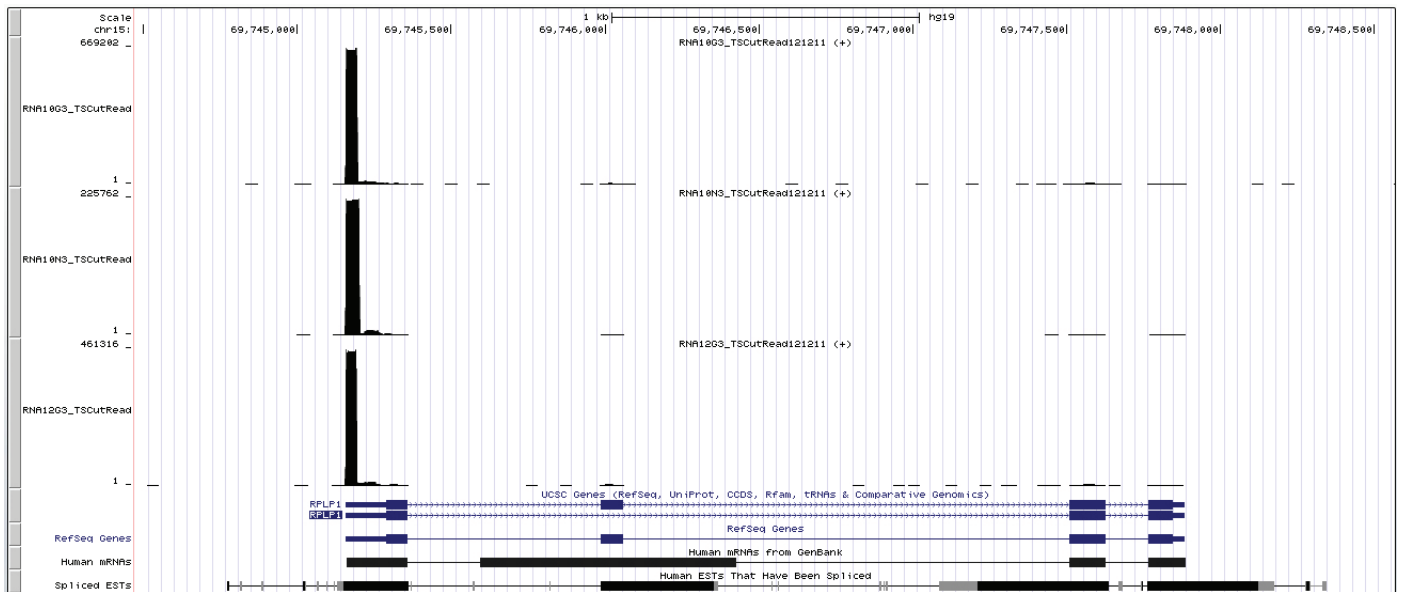 Scale 1 kb hg19
chr15: 69,745,000 69,745,500 69,746,000 69,746,500 69,747,000 69,747,500 69,748,000 69,748,500
669202 _ RNA10G3_TSCutRead121211 (+)
RNA10G3_TSCutRead
1 _
225762 _ RNA10N3_TSCutRead121211 (+)
RNA10N3_TSCutRead
1 _
461316 _ RNA12G3_TSCutRead121211 (+)
RNA12G3_TSCutRead
1 _
UCSC Genes (RefSeq, UniProt, CCDS, Rfam, tRNAs & Comparative Genomics)
RPLP1
RPLP1
RefSeq Genes
RefSeq Genes
Human mRNAs from GenBank
Human mRNAs
Human ESTs That Have Been Spliced
Spliced ESTs